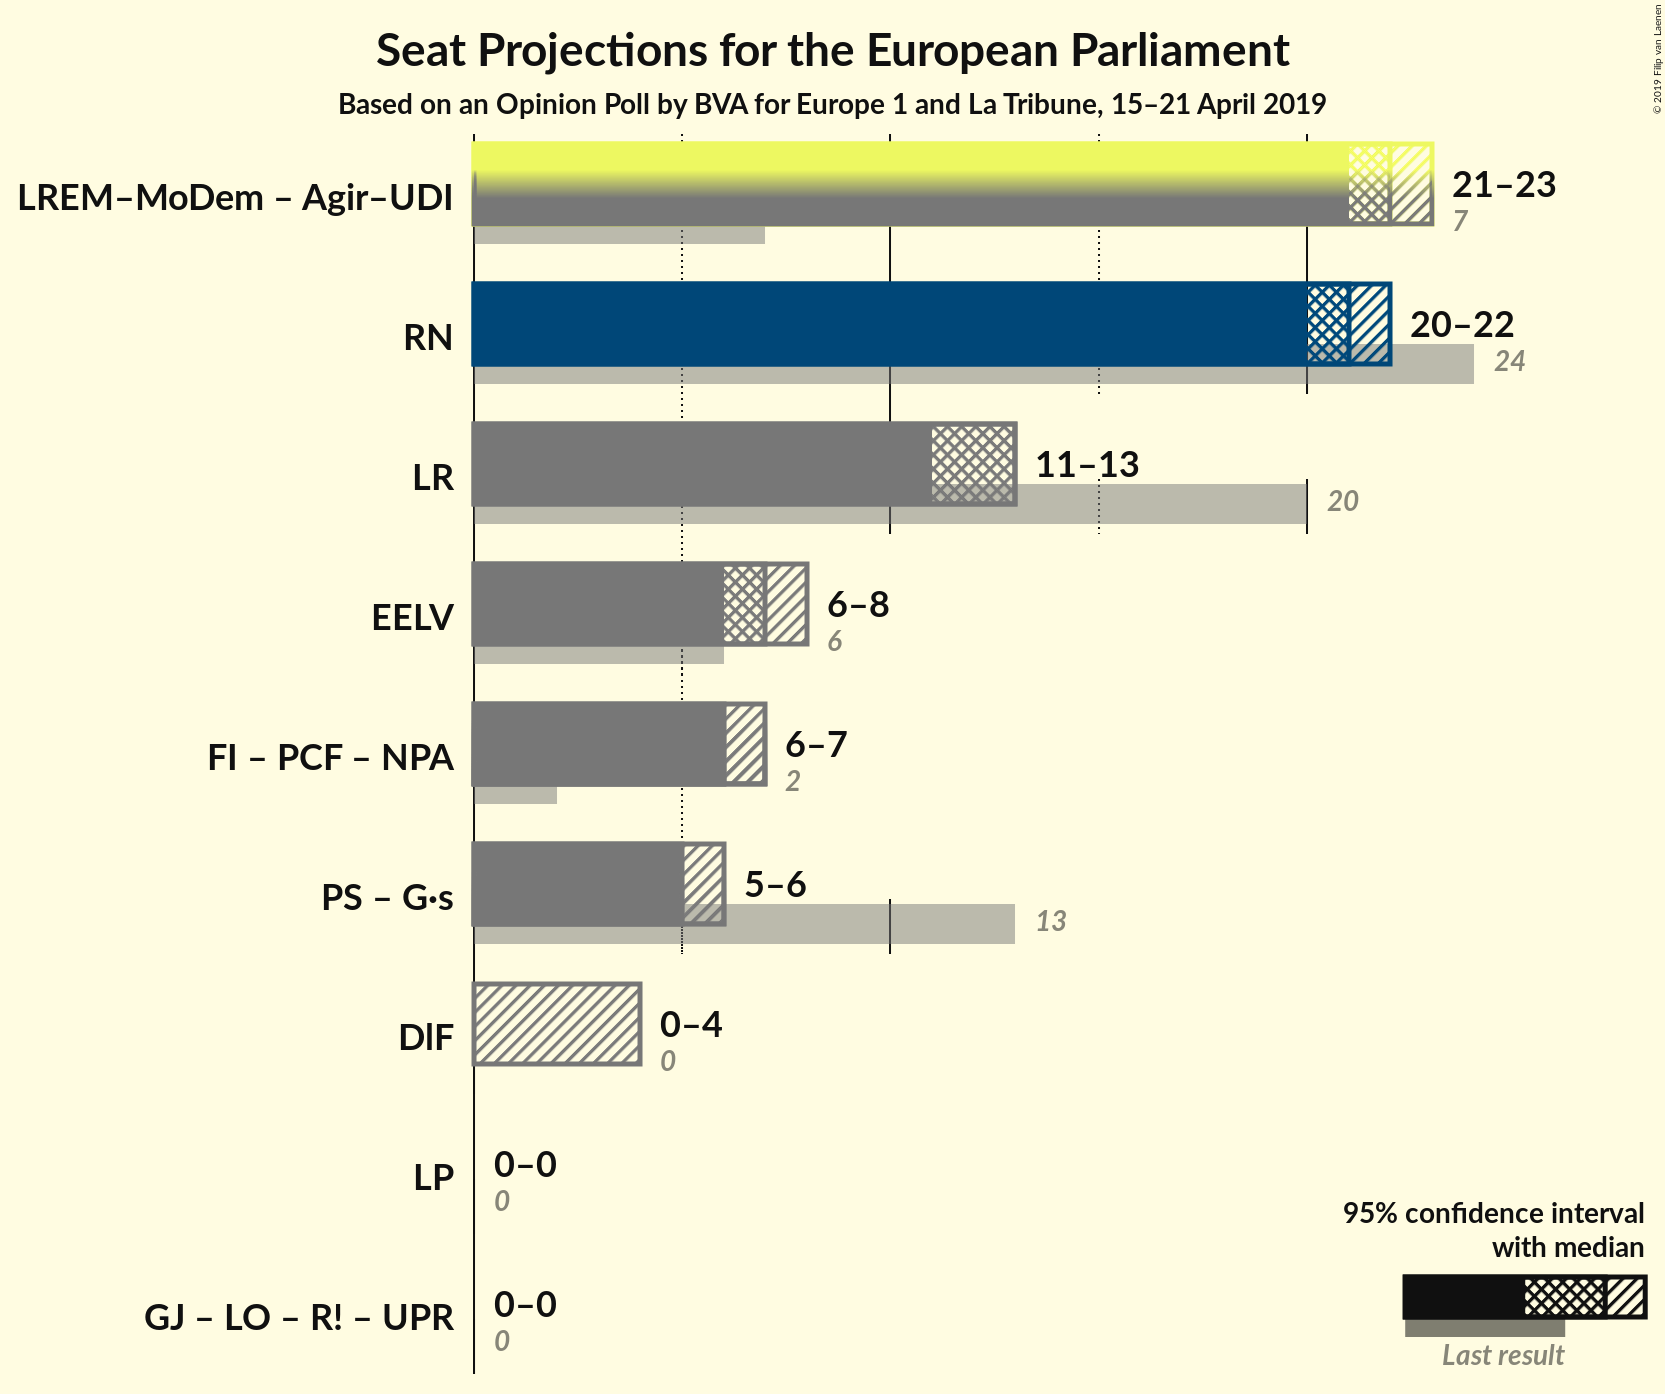 Seat Projections for the European Parliament
Based on an Opinion Poll by BVA for Europe 1 and La Tribune, 15–21 April 2019
© 2019 Filip van Laenen
LREM–MoDem – Agir–UDI
21–23
7
RN
20–22
24
LR
11–13
20
EELV
6–8
6
FI – PCF – NPA
6–7
2
PS – G·s
5–6
13
DlF
0–4
0
LP
0–0
0
GJ – LO – R! – UPR
0–0
0
95% confidence interval
with median
Last result